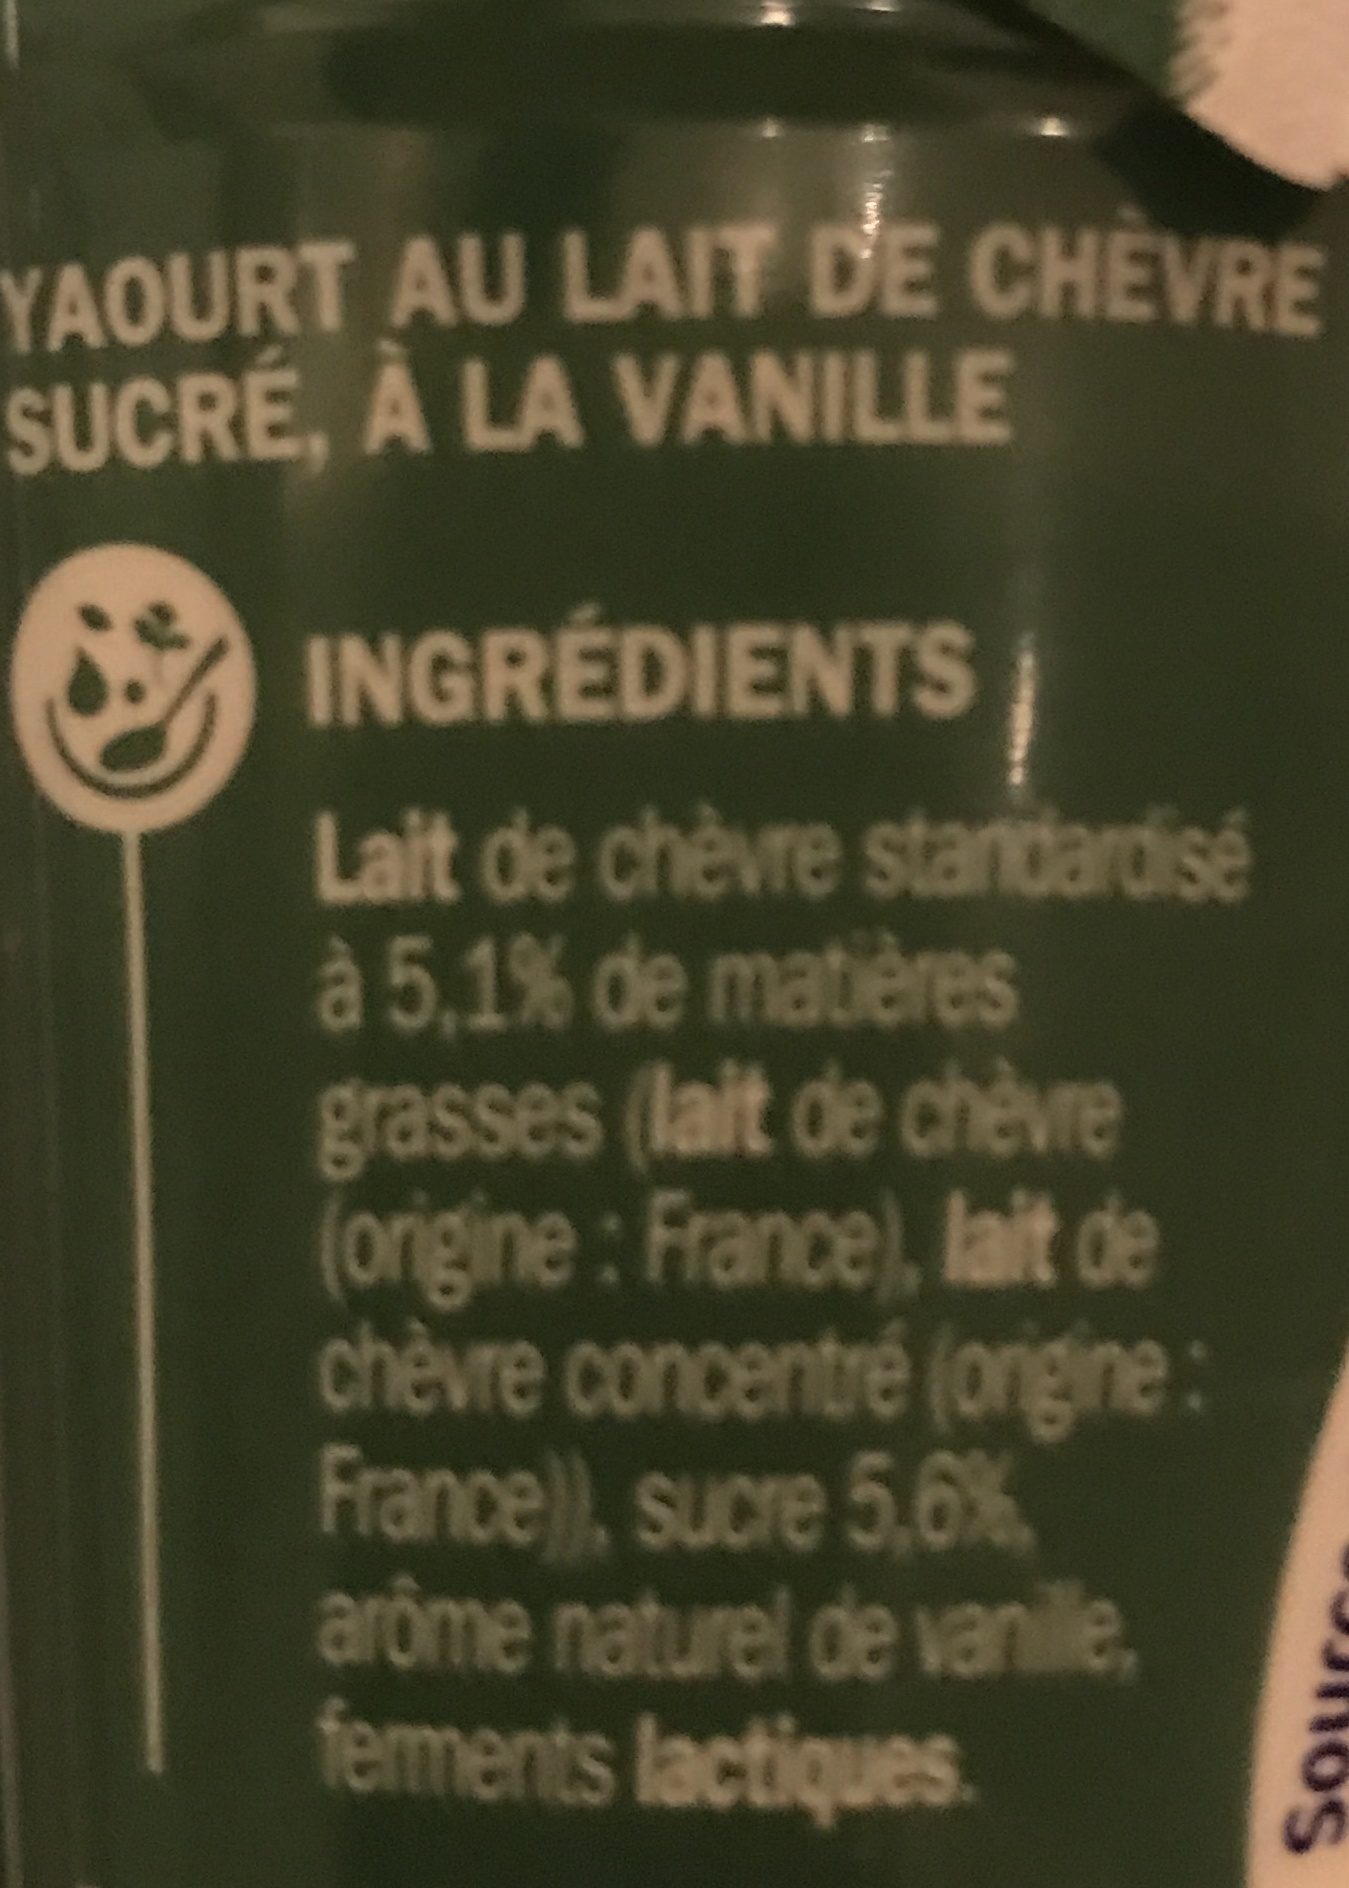 YAOURT AU LAIT DE CHÈVRE
SUCRÉ, À LA VANILLE
INGRÉDIENTS
Lait de chèvre standardisé
à 5,1% de matières
grasses (lait de chèvre
(origine : France), lait de
chèvre concentré (origine :
France)), sucre 5,6%,
arôme naturel de vanille,
ferments lactiques.